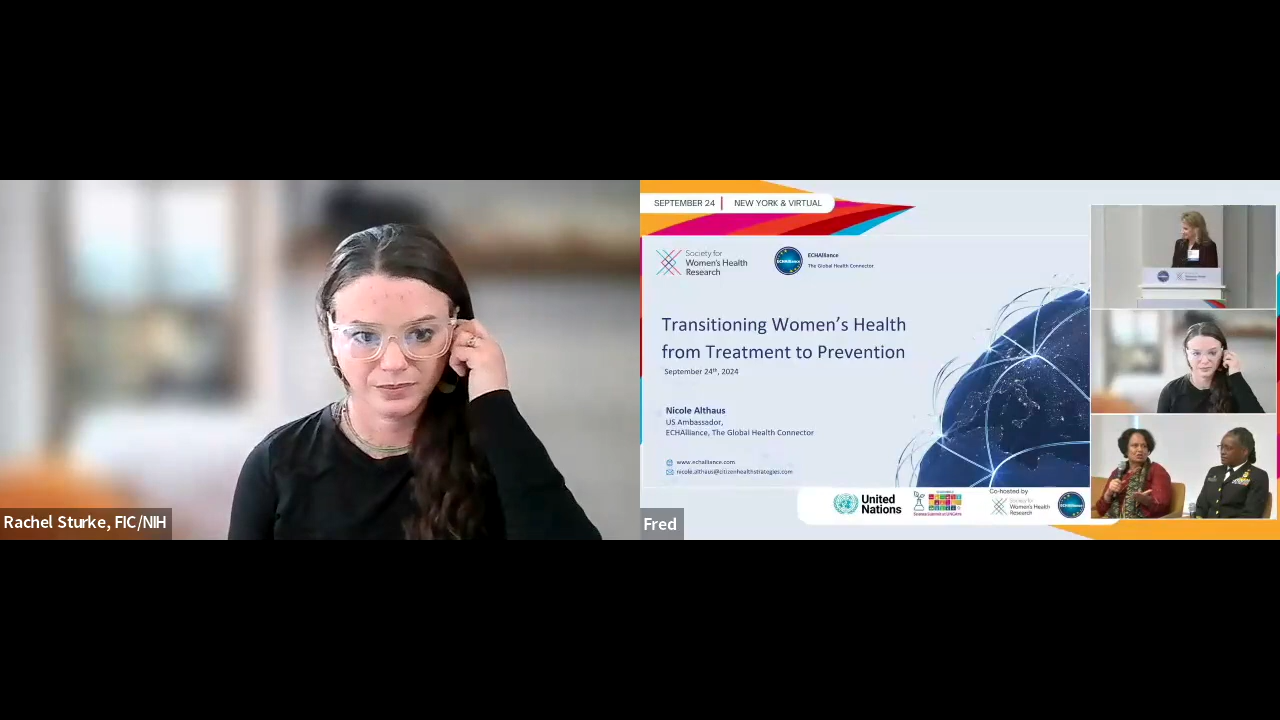 SEPTEMBER 24 | NEW YORK & VIRTUAL
Society for
Women's Health
Research
ECHAlliance
ECHAlliance
The Global Health Connector
Transitioning Women's Health
from Treatment to Prevention
September 24th, 2024
Nicole Althaus
US Ambassador,
ECHAlliance, The Global Health Connector
www.echalliance.com
nicole.althaus@citizenhealthstrategies.com
United
Nations
Co-hosted by
Society for
Women's Health
Research
Rachel Sturke, FIC/NIH
Fred